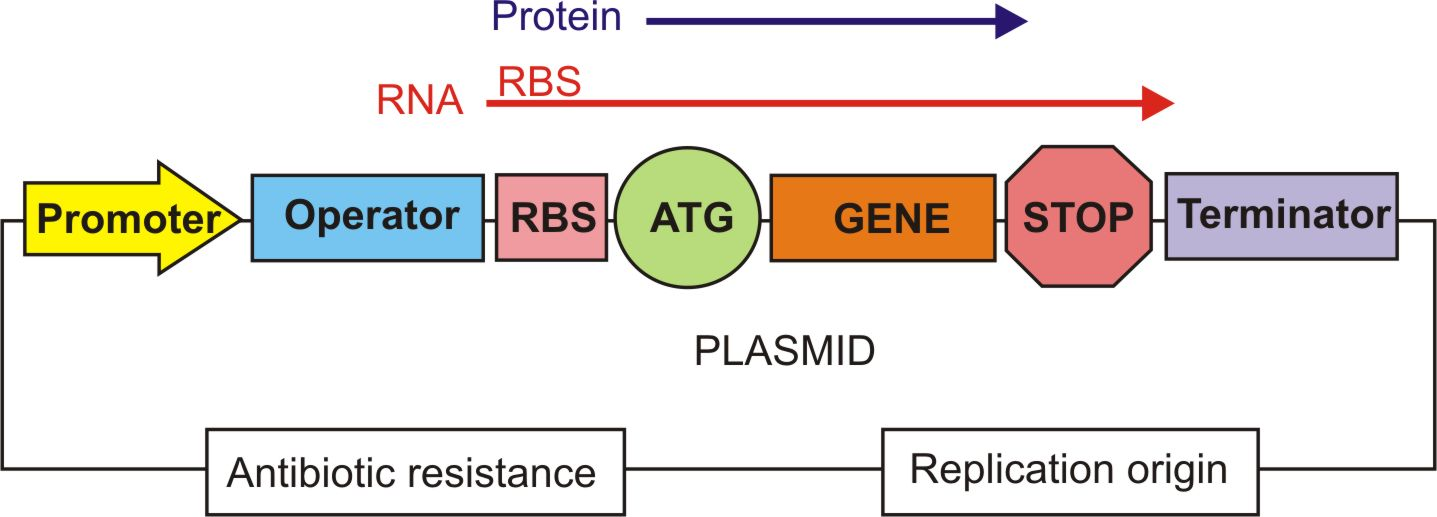 Protein
RBS
RNA
Promoter Operator RBS ATG GENE STOP Terminator
PLASMID
Antibiotic resistance Replication origin